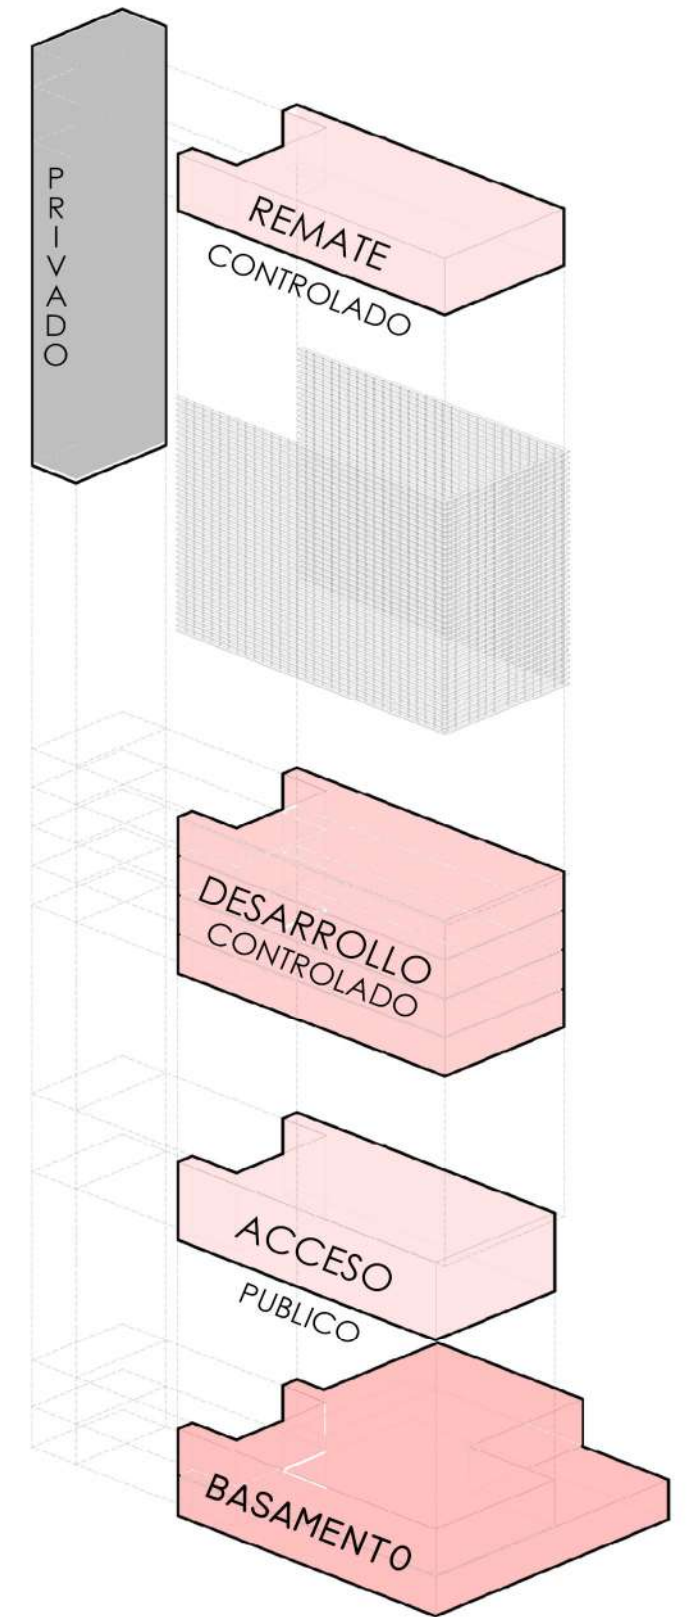 PRIVADO
REMATE
CONTROLADO
DESARROLLO
CONTROLADO
ACCESO
PUBLICO
BASAMENTO